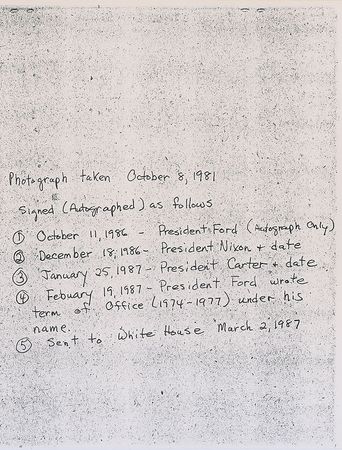 Photograph taken October 8, 1981
Signed (Autographed) as follows
① October 11, 1986 - President Ford (Autograph Only)
② December 18, 1986 - President Nixon + date
③ January 25, 1987 - President Carter + date
④ Febuary 19, 1987 - President Ford wrote
term of Office (1974-1977) under his
name.
⑤ Sent to White House March 2, 1987